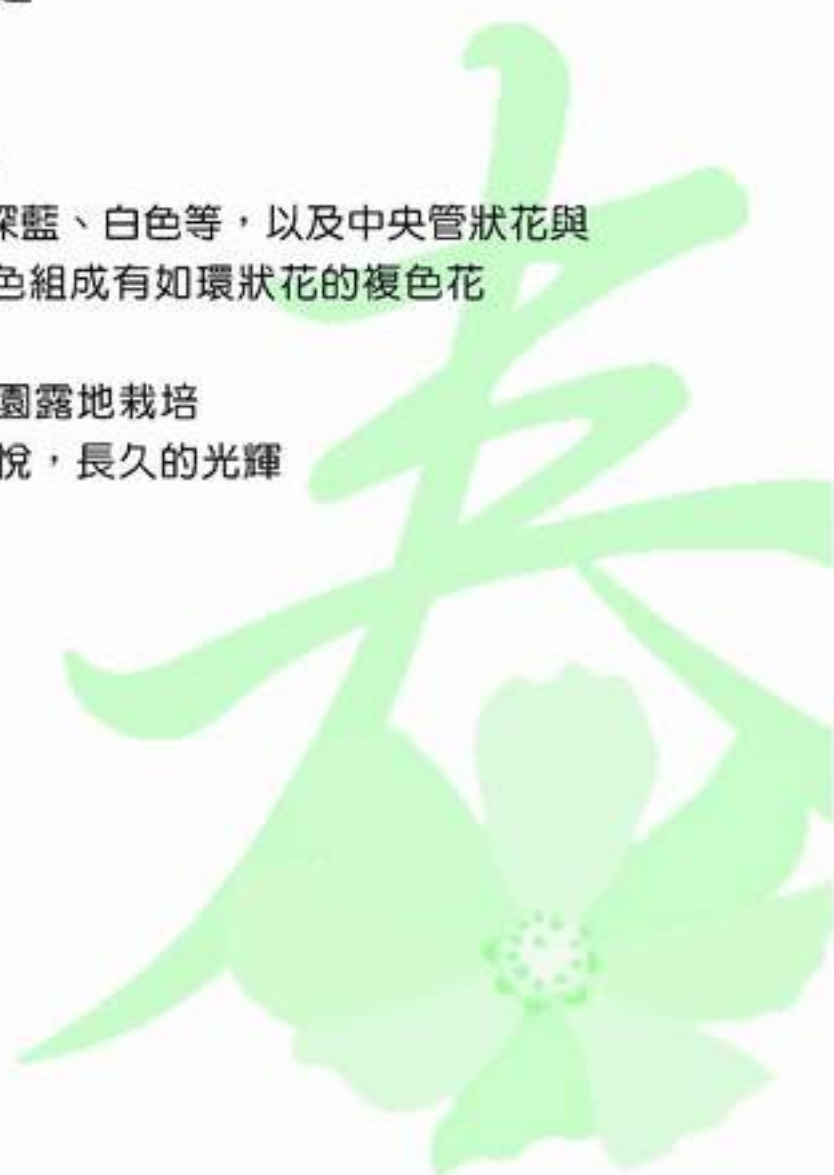 深藍、白色等，以及中央管狀花與
色組成有如環狀花的複色花
園露地栽培
悅，長久的光輝
春